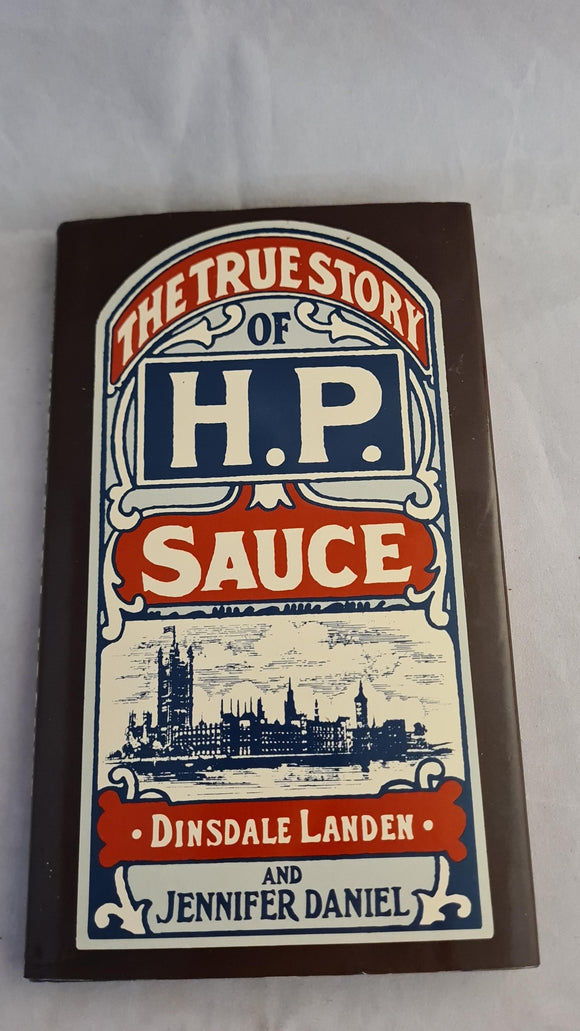 THE TRUE STORY
OF
H.P.
SAUCE
• DINSDALE LANDEN •
AND
JENNIFER DANIEL